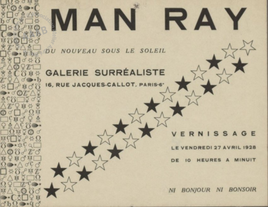 MAN RAY
DU NOUVEAU SOUS LE SOLEIL
GALERIE SURRÉALISTE
16, RUE JACQUES-CALLOT, PARIS-6ᵉ
VERNISSAGE
LE VENDREDI 27 AVRIL 1928
DE 10 HEURES A MINUIT
NI BONJOUR NI BONSOIR